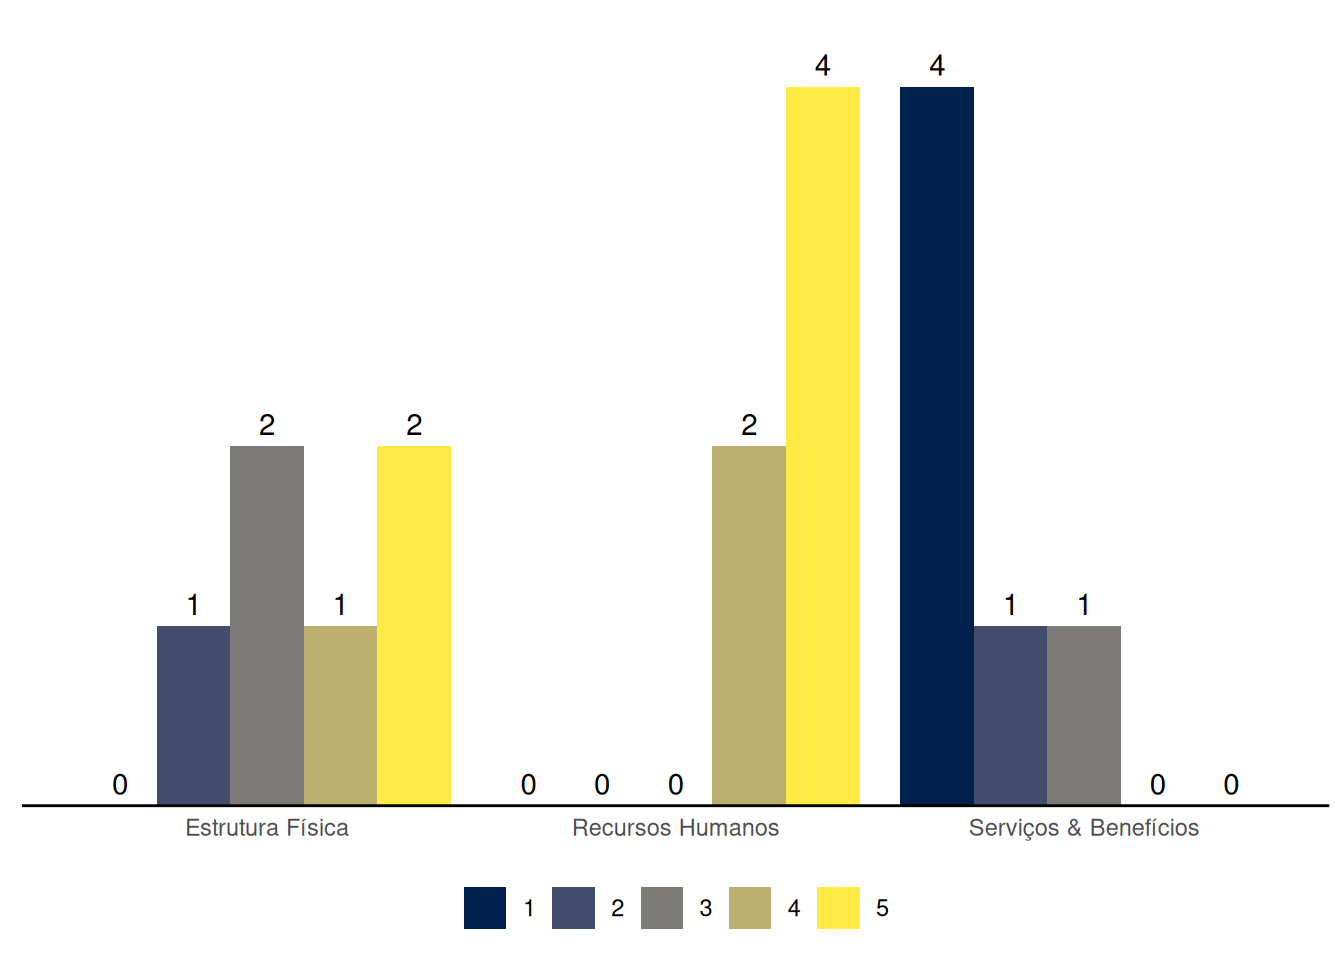 4 4
2 2 2
1 1 1 1
0 0 0 0 0 0
Estrutura Física Recursos Humanos Serviços & Benefícios
1 2 3 4 5